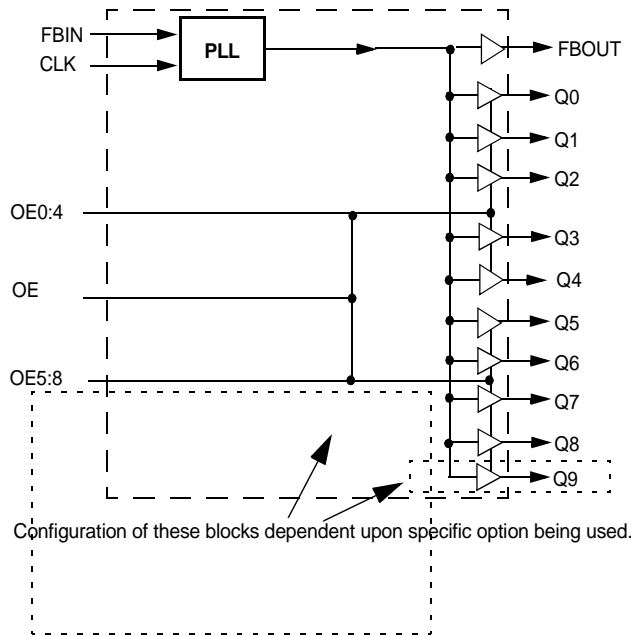 FBIN
CLK
PLL
FBOUT
Q0
Q1
Q2
OE0:4
Q3
OE
Q4
Q5
Q6
OE5:8
Q7
Q8
Q9
Configuration of these blocks dependent upon specific option being used.